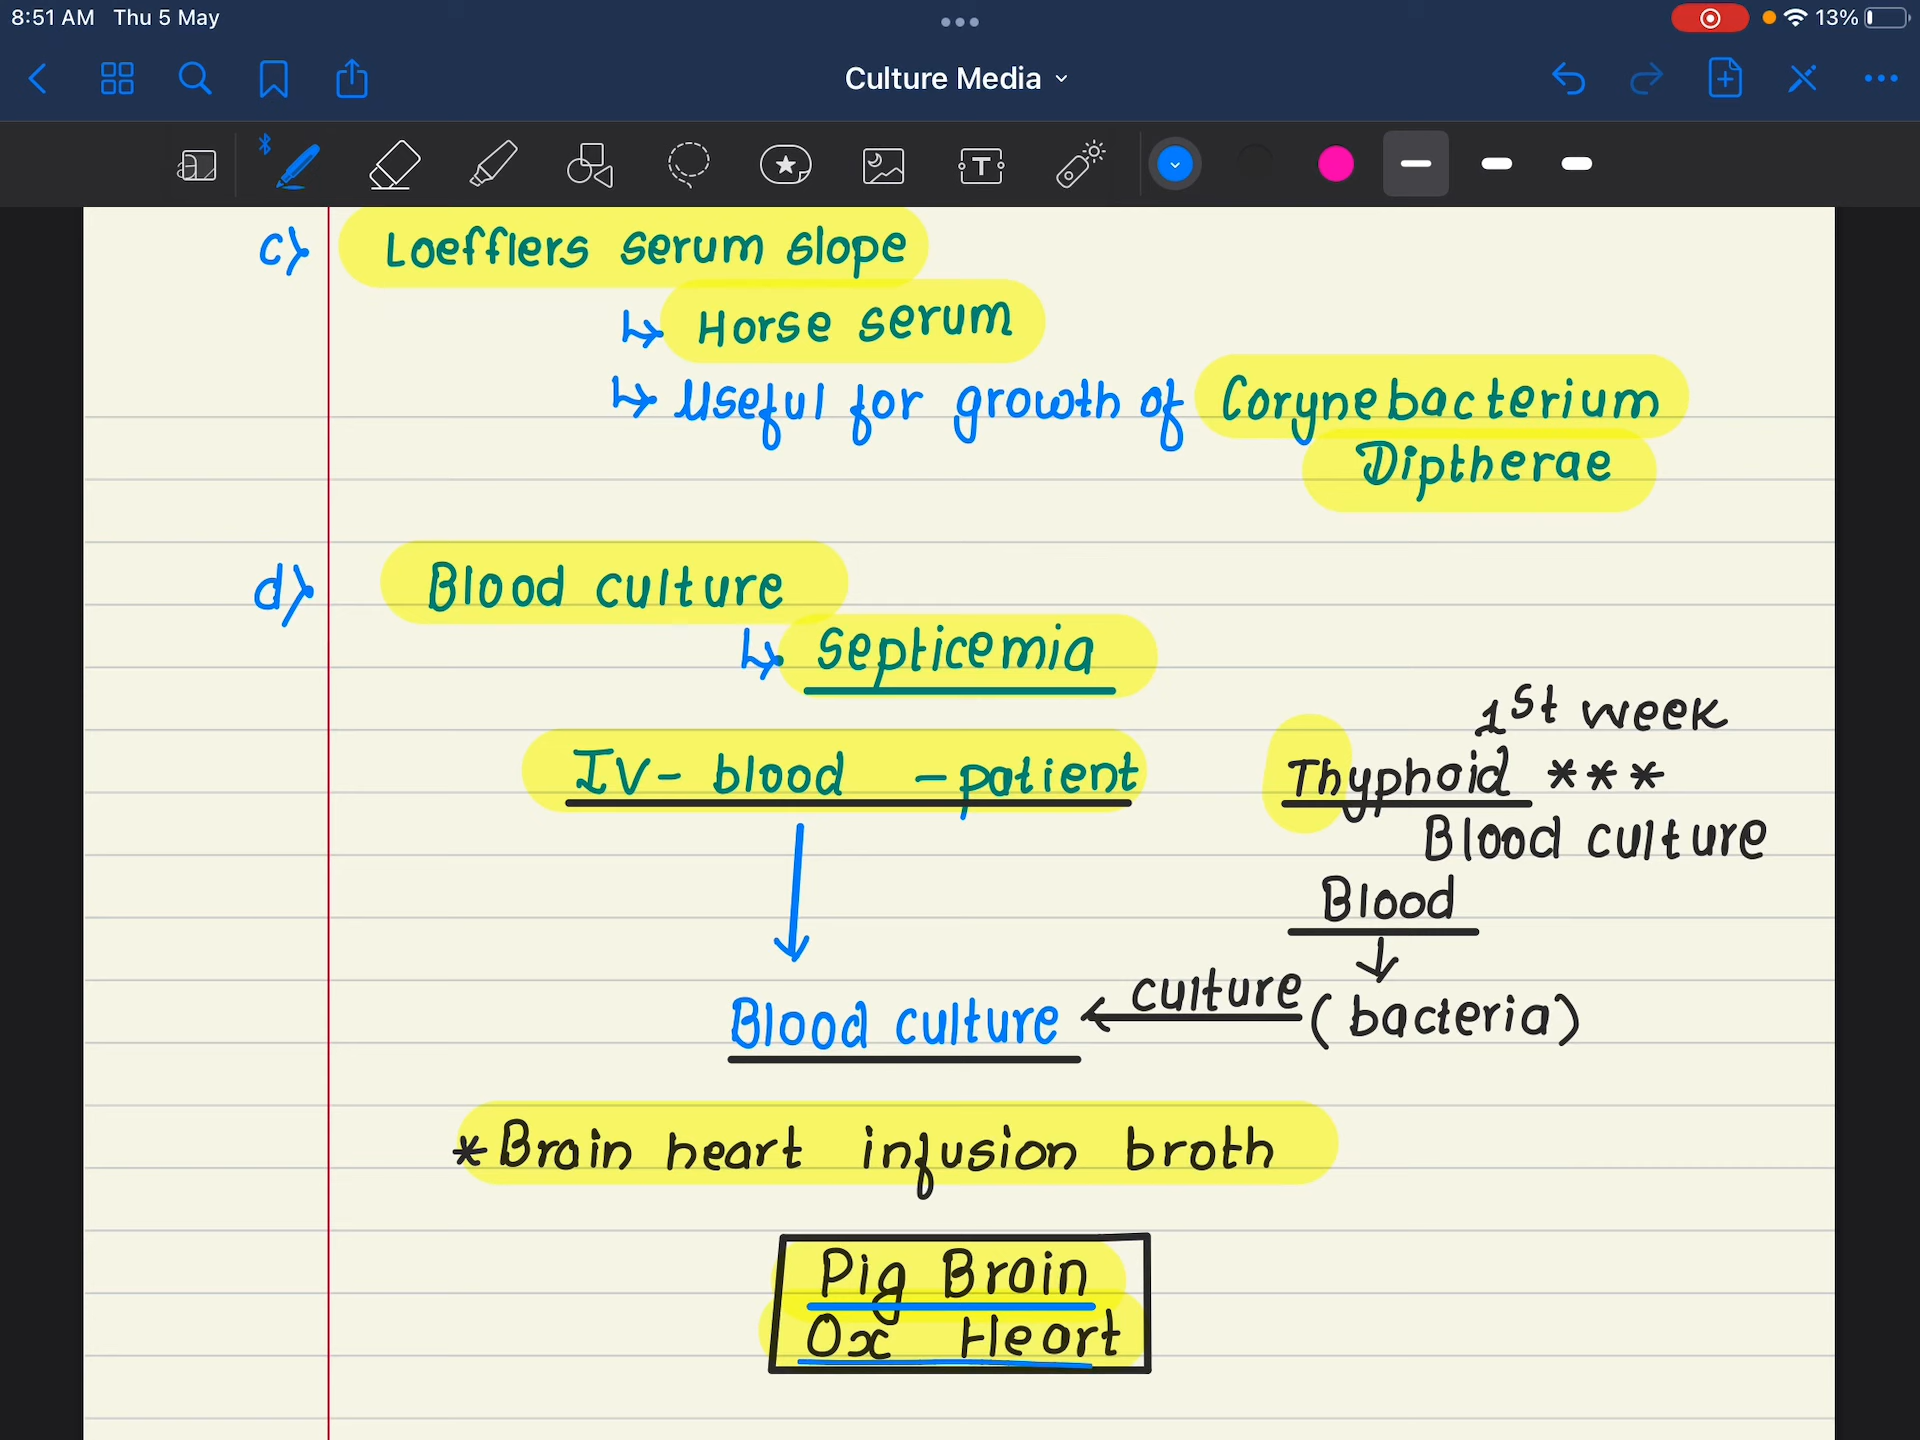 8:51 AM Thu 5 May
13%
Culture Media
T
c) Loefflers serum slope
↳ Horse serum
↳ Useful for growth of Corynebacterium
Diptherae
d) Blood culture
↳ Septicemia
1st week
IV- blood - patient
Thyphoid ***
Blood culture
Blood
↓
Blood culture ← culture (bacteria)
* Brain heart infusion broth
Pig Brain
Ox Heart